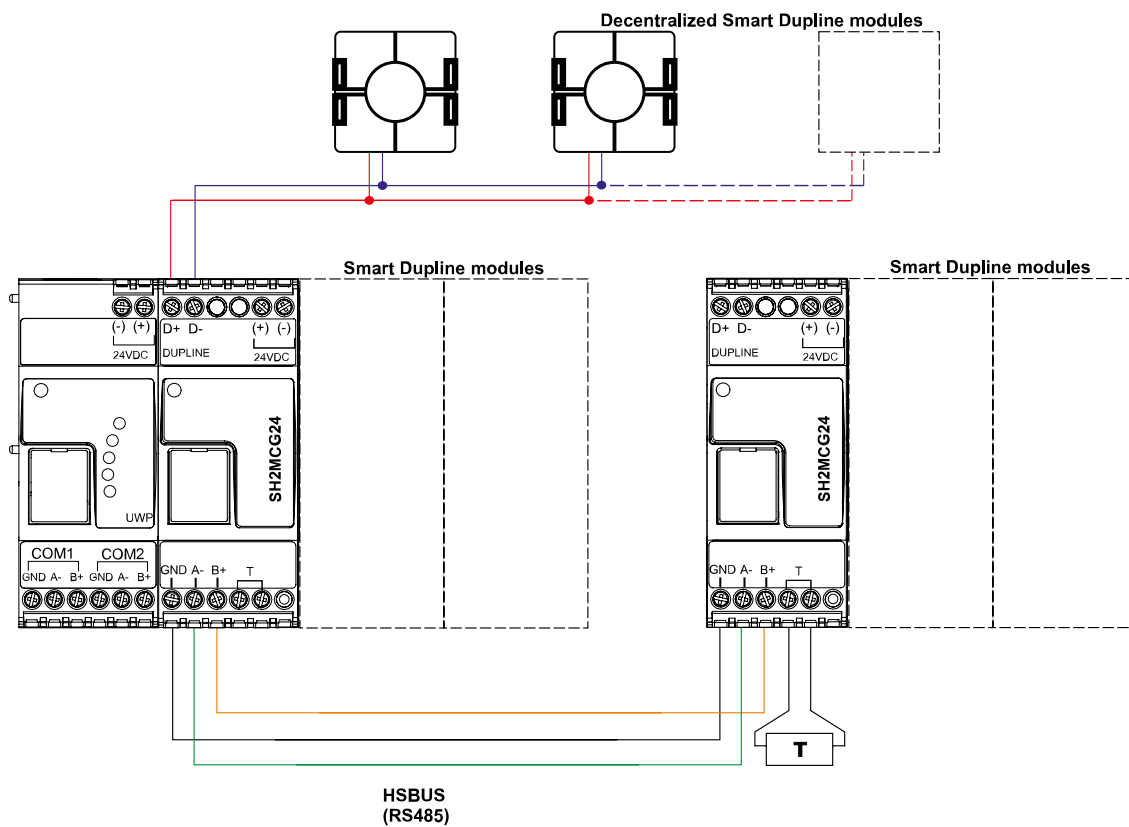 Decentralized Smart Dupline modules
Smart Dupline modules
Smart Dupline modules
(-) (+)
24VDC
D+ D-
(+) (-)
DUPLINE
24VDC
D+ D-
(+) (-)
DUPLINE
24VDC
UWP
SH2MCG24
SH2MCG24
COM1 COM2
GND A- B+ GND A- B+
GND A- B+ T
GND A- B+ T
T
HSBUS
(RS485)